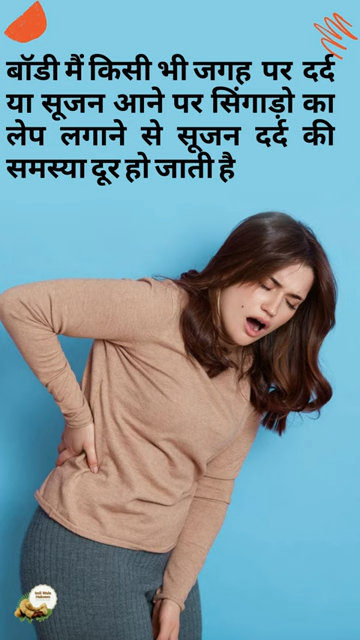 बॉडी मैं किसी भी जगह पर दर्द
या सूजन आने पर सिंगाड़ो का
लेप लगाने से सूजन दर्द की
समस्या दूर हो जाती है